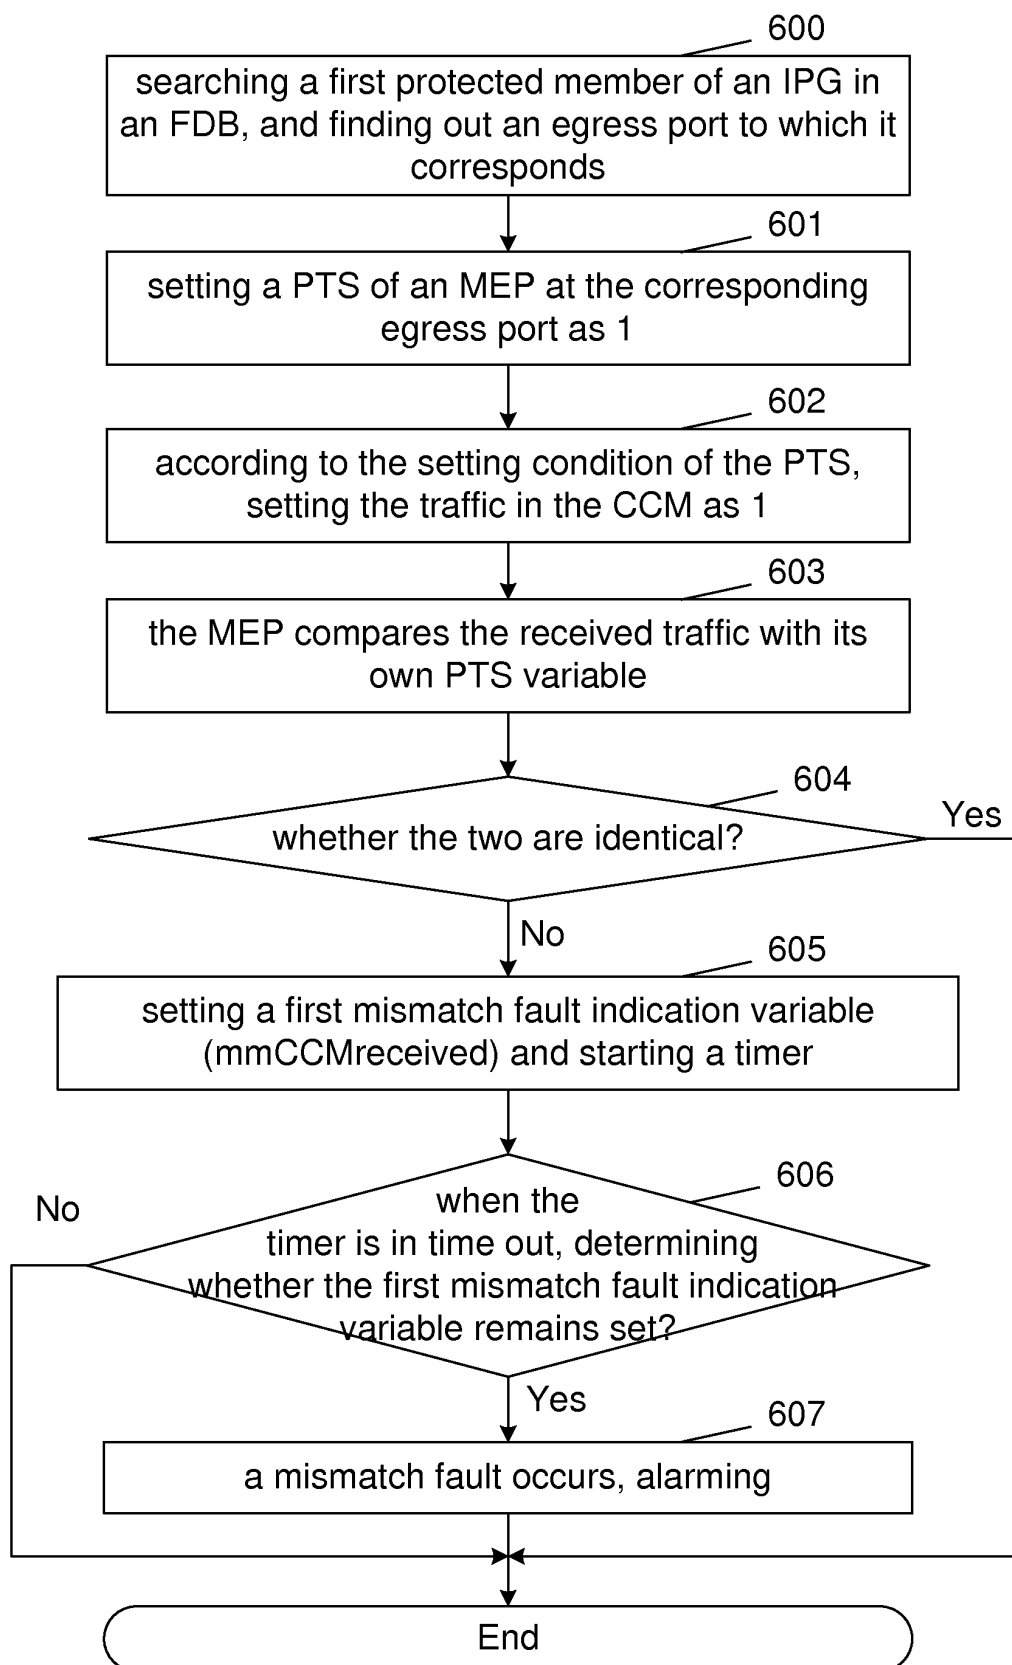 600
searching a first protected member of an IPG in
an FDB, and finding out an egress port to which it
corresponds
601
setting a PTS of an MEP at the corresponding
egress port as 1
602
according to the setting condition of the PTS,
setting the traffic in the CCM as 1
603
the MEP compares the received traffic with its
own PTS variable
604
whether the two are identical?
Yes
No
605
setting a first mismatch fault indication variable
(mmCCMreceived) and starting a timer
606
No
when the
timer is in time out, determining
whether the first mismatch fault indication
variable remains set?
Yes
607
a mismatch fault occurs, alarming
End